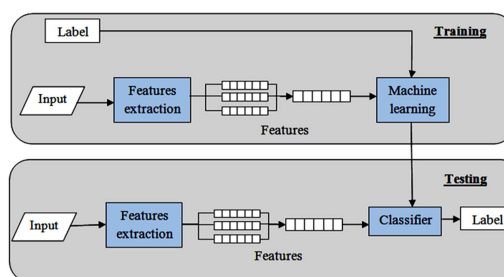 Label
Training
Input
Features
extraction
Machine
learning
Features
Testing
Input
Features
extraction
Classifier
Label
Features